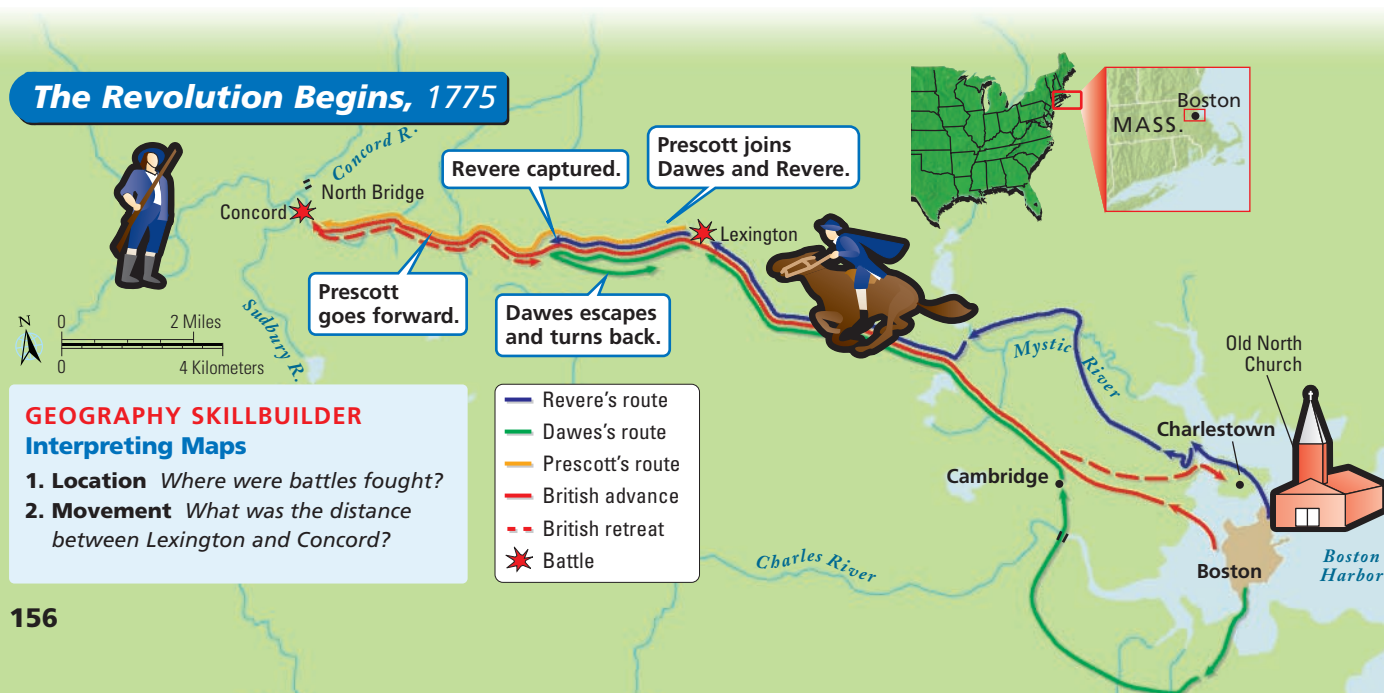 The Revolution Begins, 1775
Concord R.
North Bridge
Concord
Revere captured.
Prescott joins
Dawes and Revere.
Lexington
Boston
MASS.
Prescott
goes forward.
Dawes escapes
and turns back.
N
0 2 Miles
0 4 Kilometers
Sudbury R.
Mystic River
Old North
Church
Charlestown
Cambridge
Charles River
Boston
Boston
Harbor
GEOGRAPHY SKILLBUILDER
Interpreting Maps
1. Location Where were battles fought?
2. Movement What was the distance
between Lexington and Concord?
Revere's route
Dawes's route
Prescott's route
British advance
British retreat
Battle
156